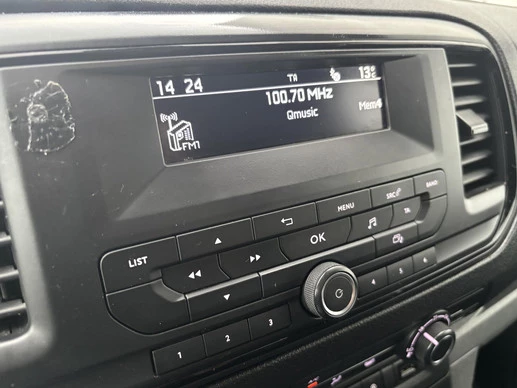 14 24 TA 13
100.70 MHz
Qmusic Mem
FM1
LIST MENU SRC BAND
OK TA
1 2 3 4 5 6